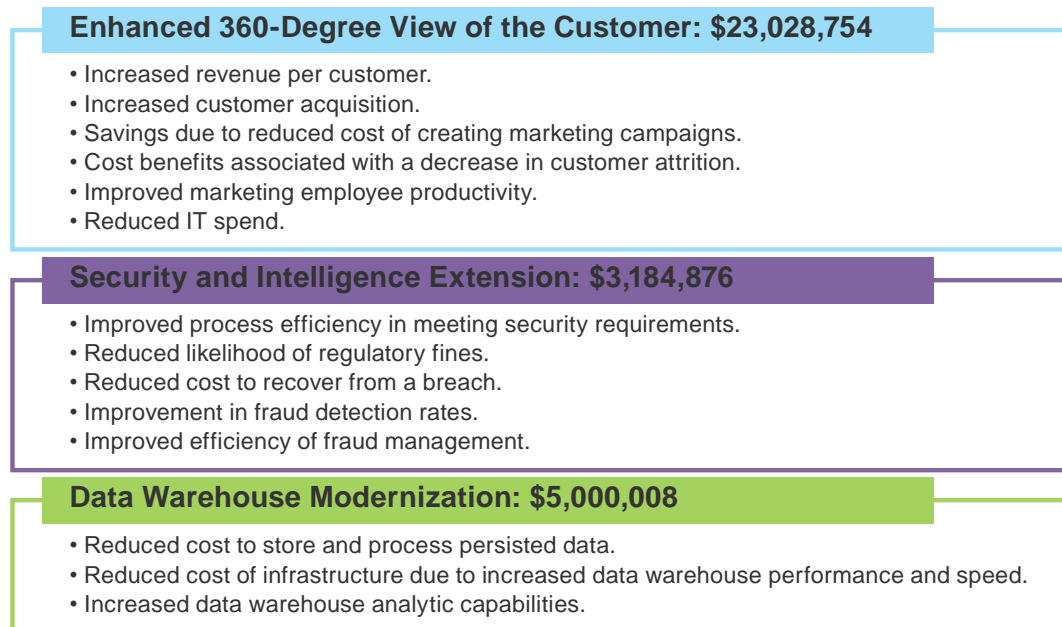 Enhanced 360-Degree View of the Customer: $23,028,754
• Increased revenue per customer.
• Increased customer acquisition.
• Savings due to reduced cost of creating marketing campaigns.
• Cost benefits associated with a decrease in customer attrition.
• Improved marketing employee productivity.
• Reduced IT spend.
Security and Intelligence Extension: $3,184,876
• Improved process efficiency in meeting security requirements.
• Reduced likelihood of regulatory fines.
• Reduced cost to recover from a breach.
• Improvement in fraud detection rates.
• Improved efficiency of fraud management.
Data Warehouse Modernization: $5,000,008
• Reduced cost to store and process persisted data.
• Reduced cost of infrastructure due to increased data warehouse performance and speed.
• Increased data warehouse analytic capabilities.